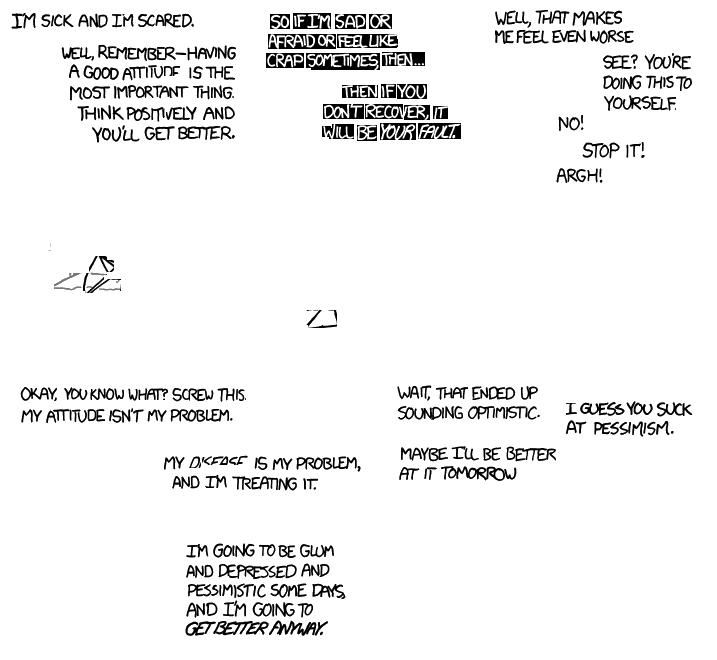 I'M SICK AND I'M SCARED.
WELL, REMEMBER—HAVING
A GOOD ATTITUDE IS THE
MOST IMPORTANT THING.
THINK POSITIVELY AND
YOU'LL GET BETTER.
SO IF I'M SAD OR
AFRAID OR FEEL LIKE
CRAP SOMETIMES, THEN...
THEN IF YOU
DON'T RECOVER, IT
WILL BE YOUR FAULT.
WELL, THAT MAKES
ME FEEL EVEN WORSE
SEE? YOU'RE
DOING THIS TO
YOURSELF.
NO!
STOP IT!
ARGH!
OKAY, YOU KNOW WHAT? SCREW THIS.
MY ATTITUDE ISN'T MY PROBLEM.
MY IS MY PROBLEM,
AND I'M TREATING IT.
I'M GOING TO BE GLUM
AND DEPRESSED AND
PESSIMISTIC SOME DAYS,
AND I'M GOING TO
GET BETTER ANYWAY.
WAIT, THAT ENDED UP
SOUNDING OPTIMISTIC.
I GUESS YOU SUCK
AT PESSIMISM.
MAYBE I'LL BE BETTER
AT IT TOMORROW